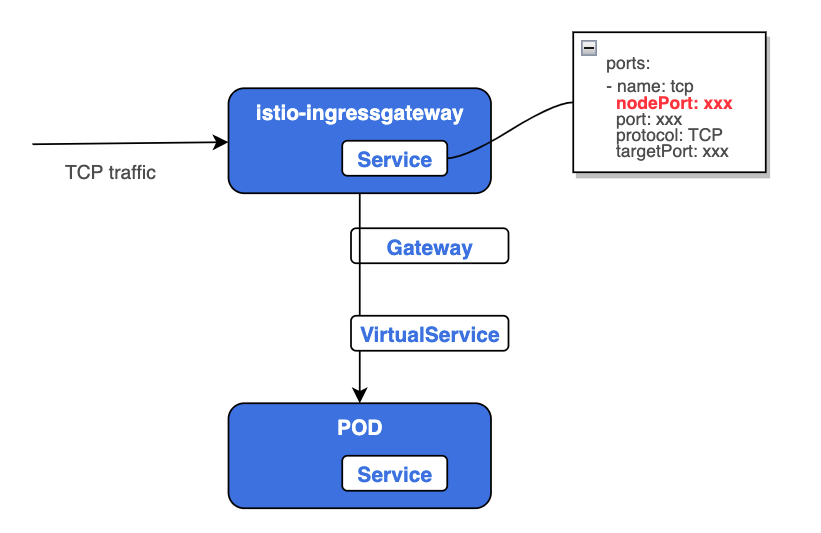 ports:
- name: tcp
nodePort: xxx
port: xxx
protocol: TCP
targetPort: xxx
istio-ingressgateway
Service
TCP traffic
Gateway
VirtualService
POD
Service